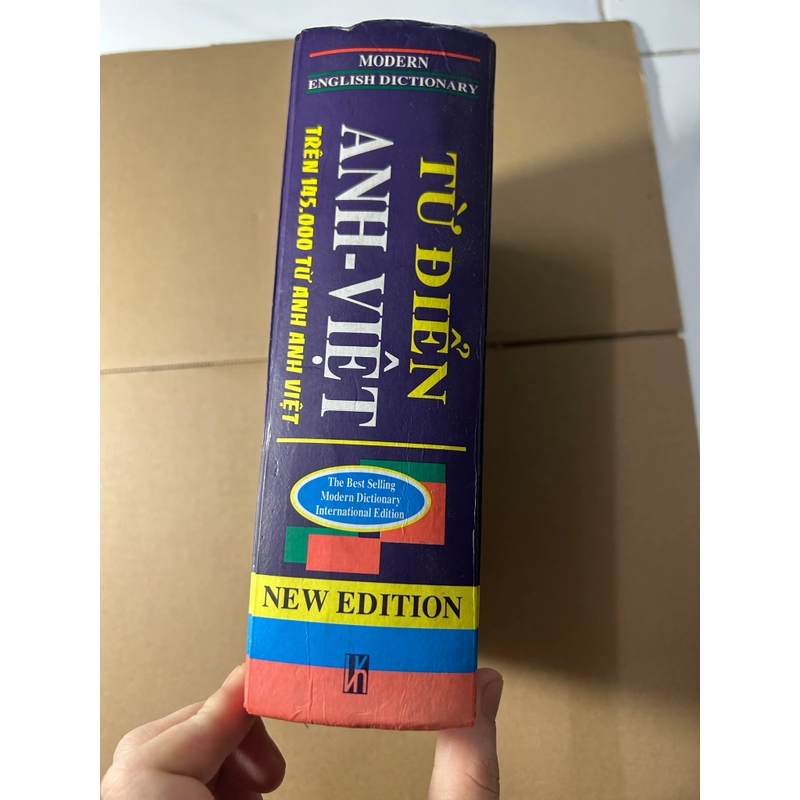 MODERN
ENGLISH DICTIONARY
TỪ ĐIỂN
ANH-VIỆT
TRÊN 145.000 TỪ ANH ANH VIỆT
The Best Selling
Modern Dictionary
International Edition
NEW EDITION